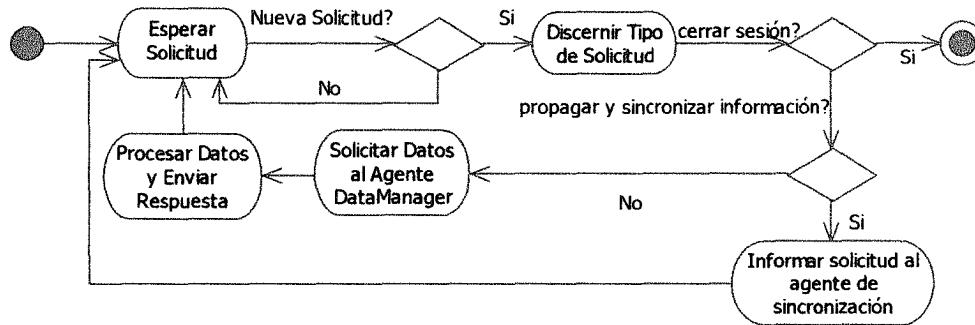 Nueva Solicitud?
Esperar
Solicitud
Si
Discernir Tipo
de Solicitud
cerrar sesión?
Si
No
propagar y sincronizar información?
Procesar Datos
y Enviar
Respuesta
Solicitar Datos
al Agente
DataManager
No
Si
Informar solicitud al
agente de
sincronización